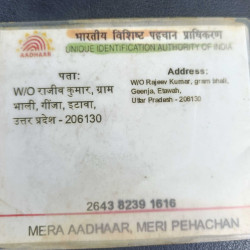 भारतीय विशिष्ट पहचान प्राधिकरण
UNIQUE IDENTIFICATION AUTHORITY OF INDIA
AADHAAR
पता:
W/O राजीव कुमार, ग्राम
भाली, गींजा, इटावा,
उत्तर प्रदेश - 206130
Address:
W/O Rajeev Kumar, gram bhali,
Geenja, Etawah,
Uttar Pradesh - 206130
2643 8239 1616
MERA AADHAAR, MERI PEHACHAN